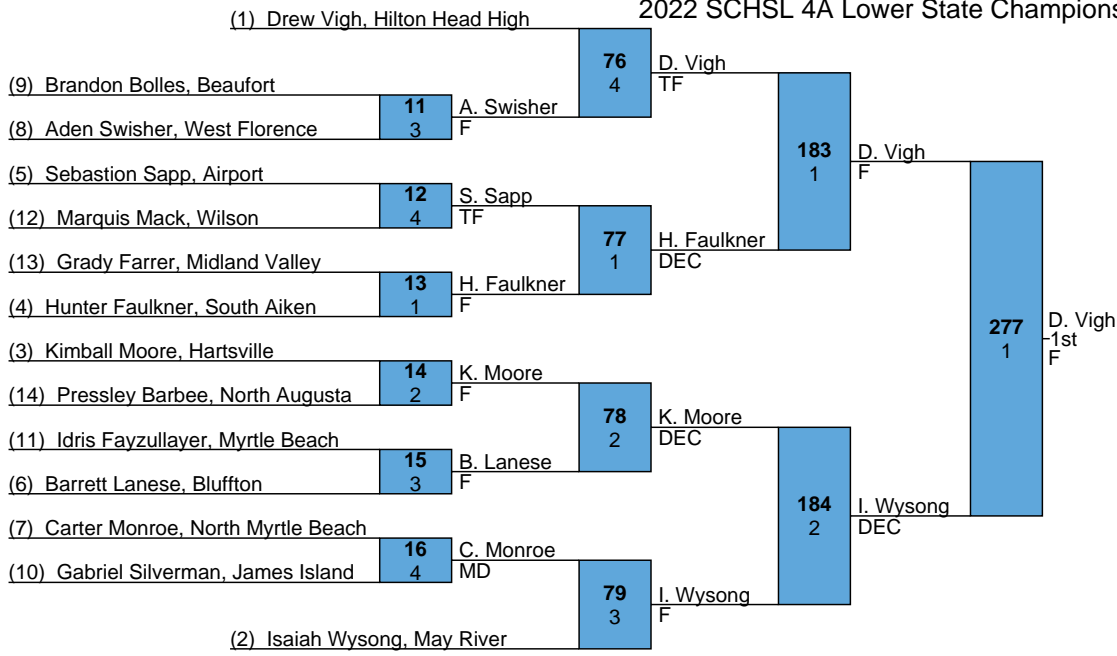 2022 SCHSL 4A Lower State Champions
(1) Drew Vigh, Hilton Head High
76
4
D. Vigh
TF
(9) Brandon Bolles, Beaufort
11
3
A. Swisher
F
(8) Aden Swisher, West Florence
183
1
D. Vigh
F
(5) Sebastion Sapp, Airport
12
4
S. Sapp
TF
(12) Marquis Mack, Wilson
77
1
H. Faulkner
DEC
(13) Grady Farrer, Midland Valley
13
1
H. Faulkner
F
(4) Hunter Faulkner, South Aiken
277
1
D. Vigh
1st
F
(3) Kimball Moore, Hartsville
14
2
K. Moore
F
(14) Pressley Barbee, North Augusta
78
2
K. Moore
DEC
(11) Idris Fayzullayer, Myrtle Beach
15
3
B. Lanese
F
(6) Barrett Lanese, Bluffton
184
2
I. Wysong
DEC
(7) Carter Monroe, North Myrtle Beach
16
4
C. Monroe
MD
(10) Gabriel Silverman, James Island
79
3
I. Wysong
F
(2) Isaiah Wysong, May River